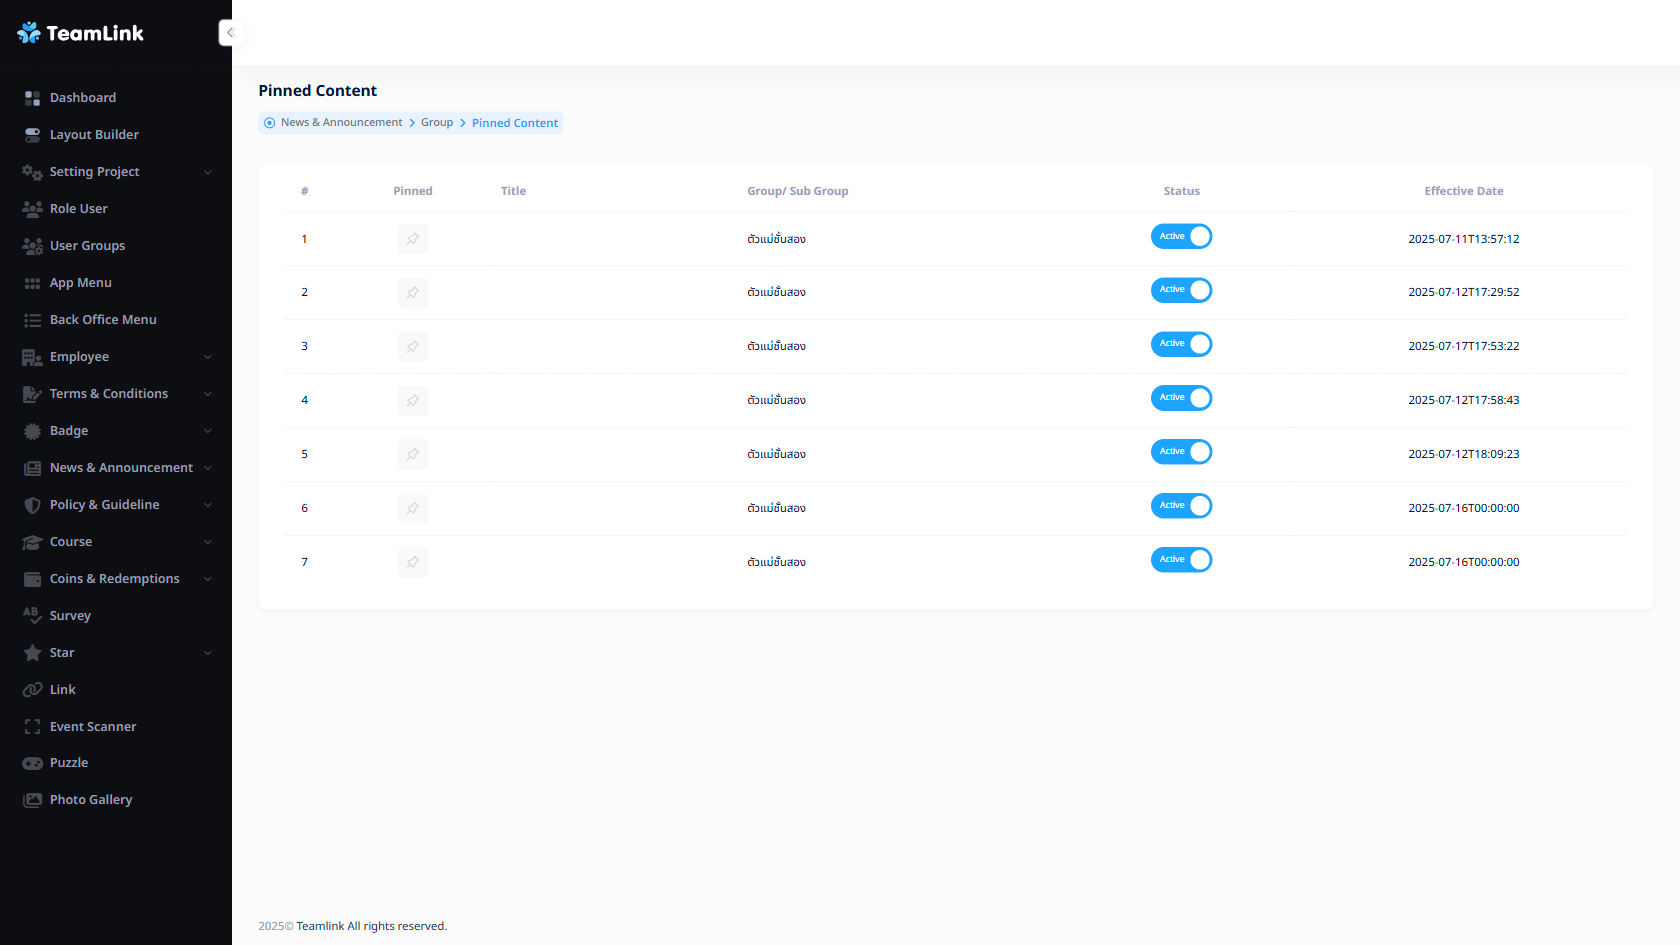 TeamLink
Dashboard
Layout Builder
Setting Project
Role User
User Groups
App Menu
Back Office Menu
Employee
Terms & Conditions
Badge
News & Announcement
Policy & Guideline
Course
Coins & Redemptions
Survey
Star
Link
Event Scanner
Puzzle
Photo Gallery
Pinned Content
News & Announcement > Group > Pinned Content
# Pinned Title Group/ Sub Group Status Effective Date
1 ตัวแม่ชั้นสอง Active 2025-07-11T13:57:12
2 ตัวแม่ชั้นสอง Active 2025-07-12T17:29:52
3 ตัวแม่ชั้นสอง Active 2025-07-17T17:53:22
4 ตัวแม่ชั้นสอง Active 2025-07-12T17:58:43
5 ตัวแม่ชั้นสอง Active 2025-07-12T18:09:23
6 ตัวแม่ชั้นสอง Active 2025-07-16T00:00:00
7 ตัวแม่ชั้นสอง Active 2025-07-16T00:00:00
2025© Teamlink All rights reserved.